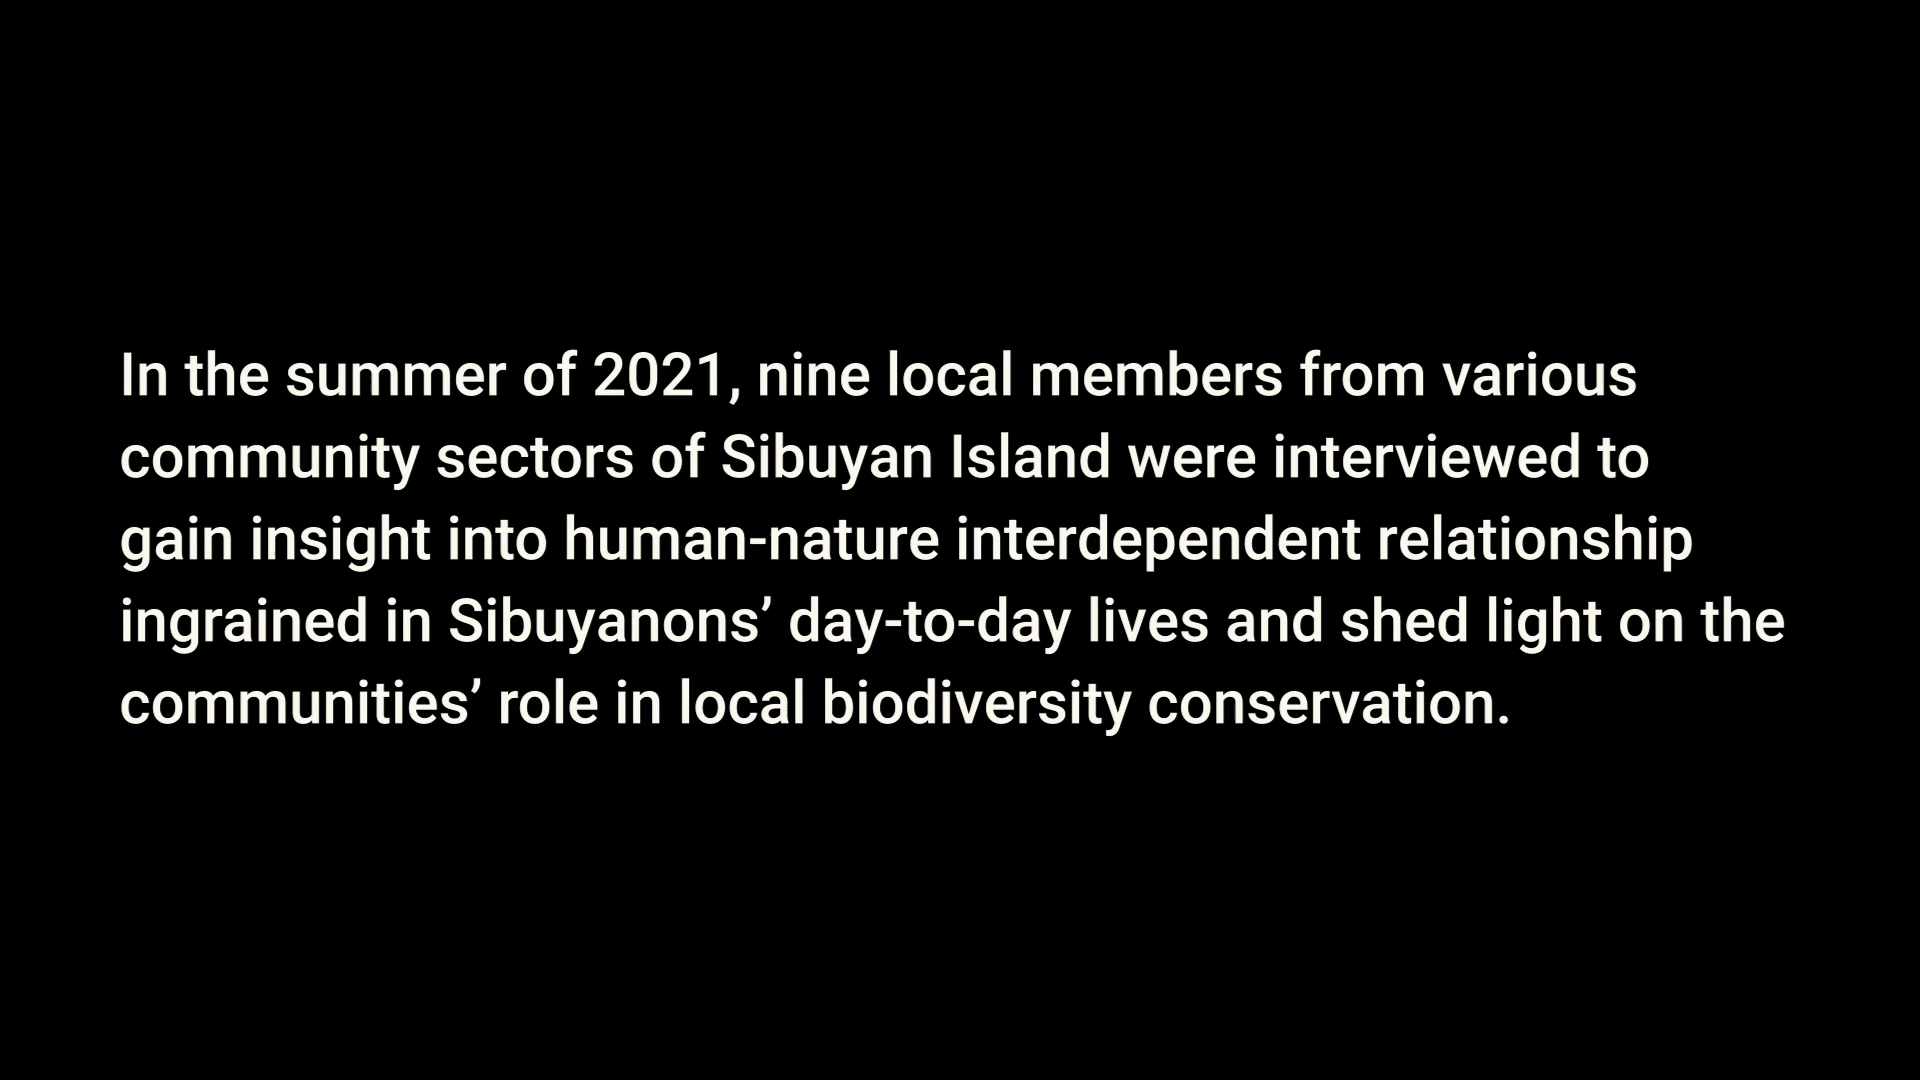 In the summer of 2021, nine local members from various
community sectors of Sibuyan Island were interviewed to
gain insight into human-nature interdependent relationship
ingrained in Sibuyanons’ day-to-day lives and shed light on the
communities’ role in local biodiversity conservation.